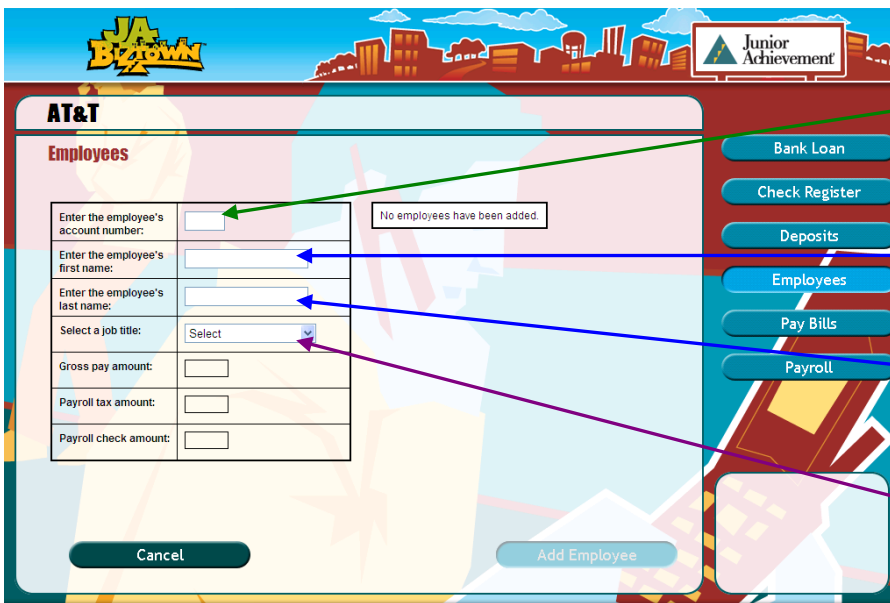 JA
BIZTOWN
Junior
Achievement
AT&T
Employees
Enter the employee's
account number:
No employees have been added.
Enter the employee's
first name:
Enter the employee's
last name:
Select a job title:
Select
Gross pay amount:
Payroll tax amount:
Payroll check amount:
Cancel
Add Employee
Bank Loan
Check Register
Deposits
Employees
Pay Bills
Payroll